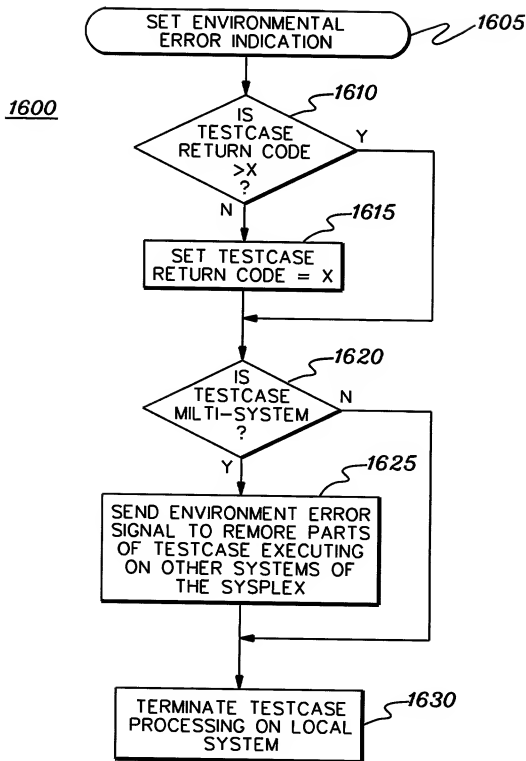 SET ENVIRONMENTAL
ERROR INDICATION
1605
1600
1610
IS
TESTCASE
RETURN CODE
>X
?
Y
N
1615
SET TESTCASE
RETURN CODE = X
1620
IS
TESTCASE
MILTI-SYSTEM
?
N
Y
1625
SEND ENVIRONMENT ERROR
SIGNAL TO REMORE PARTS
OF TESTCASE EXECUTING
ON OTHER SYSTEMS OF
THE SYSPLEX
1630
TERMINATE TESTCASE
PROCESSING ON LOCAL
SYSTEM